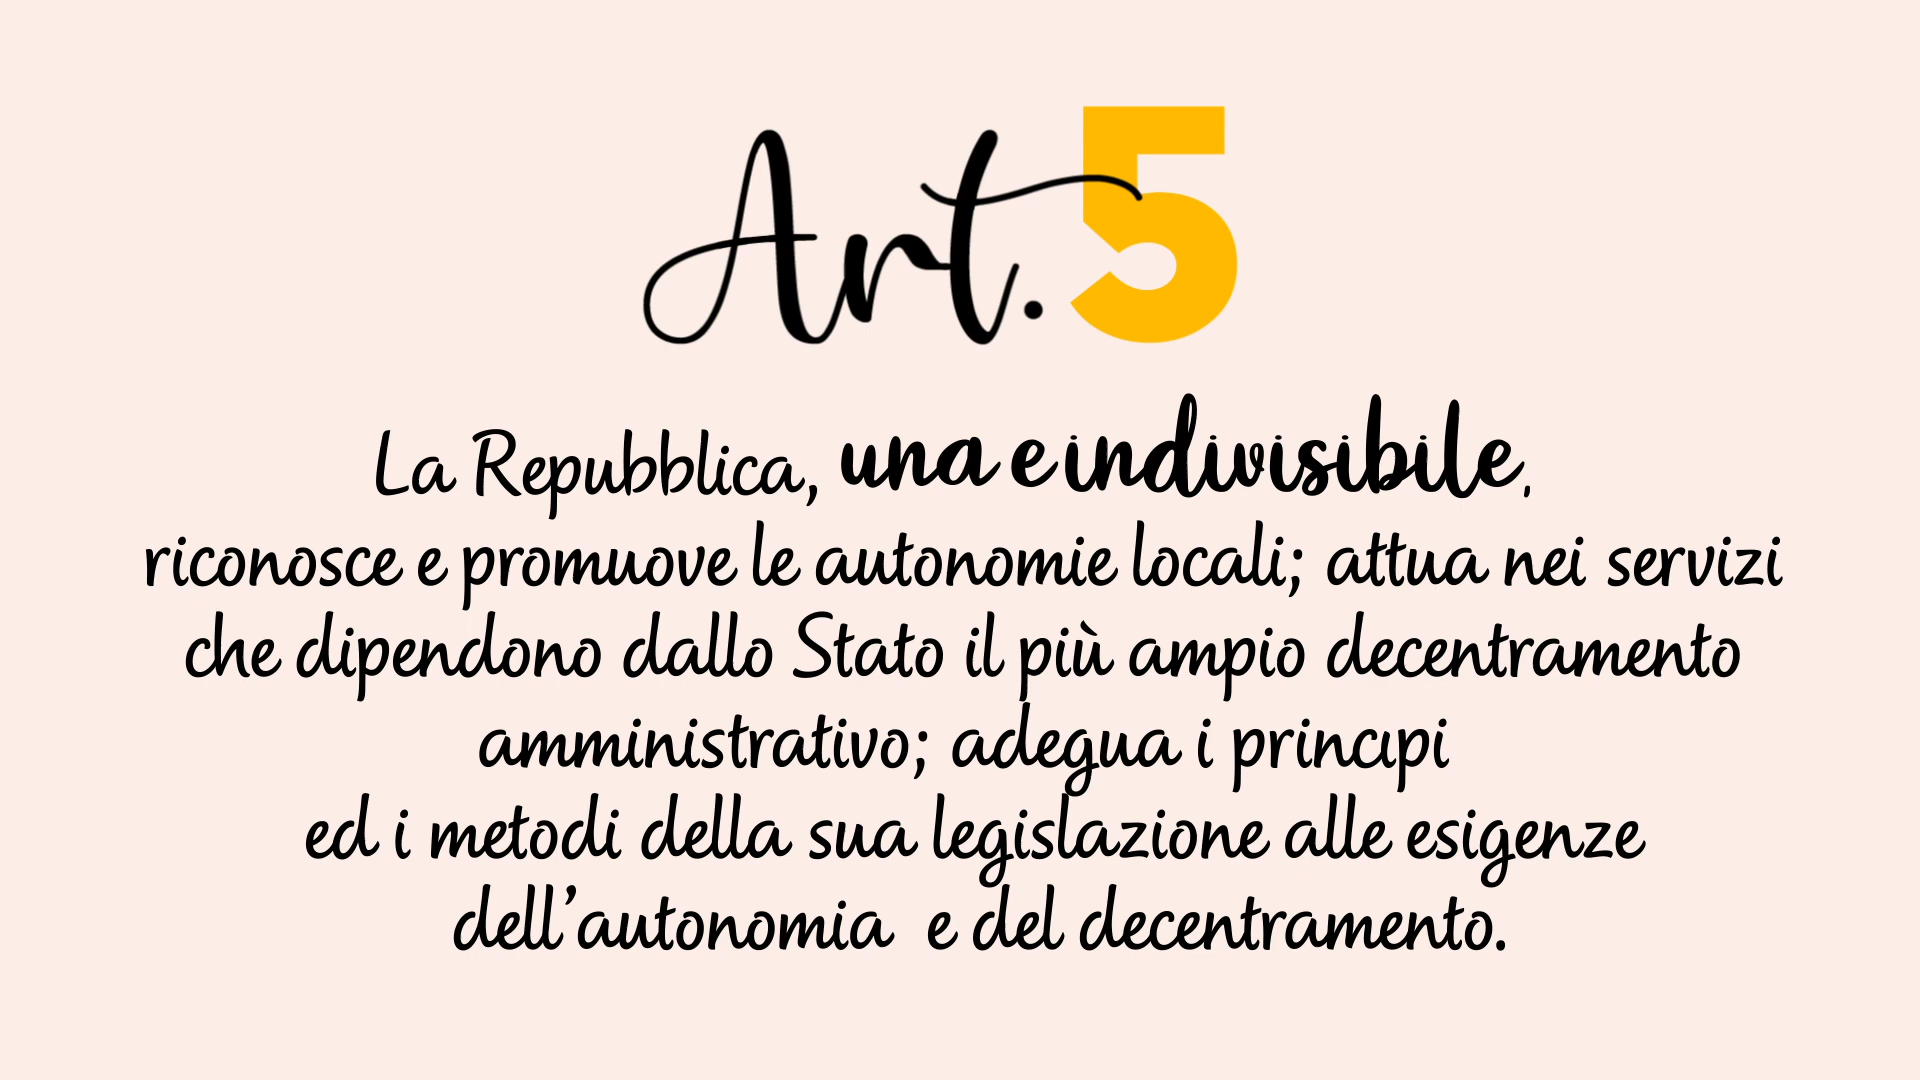 Art. 5
La Repubblica, una e indivisibile,
riconosce e promuove le autonomie locali; attua nei servizi
che dipendono dallo Stato il più ampio decentramento
amministrativo; adegua i principi
ed i metodi della sua legislazione alle esigenze
dell’autonomia e del decentramento.